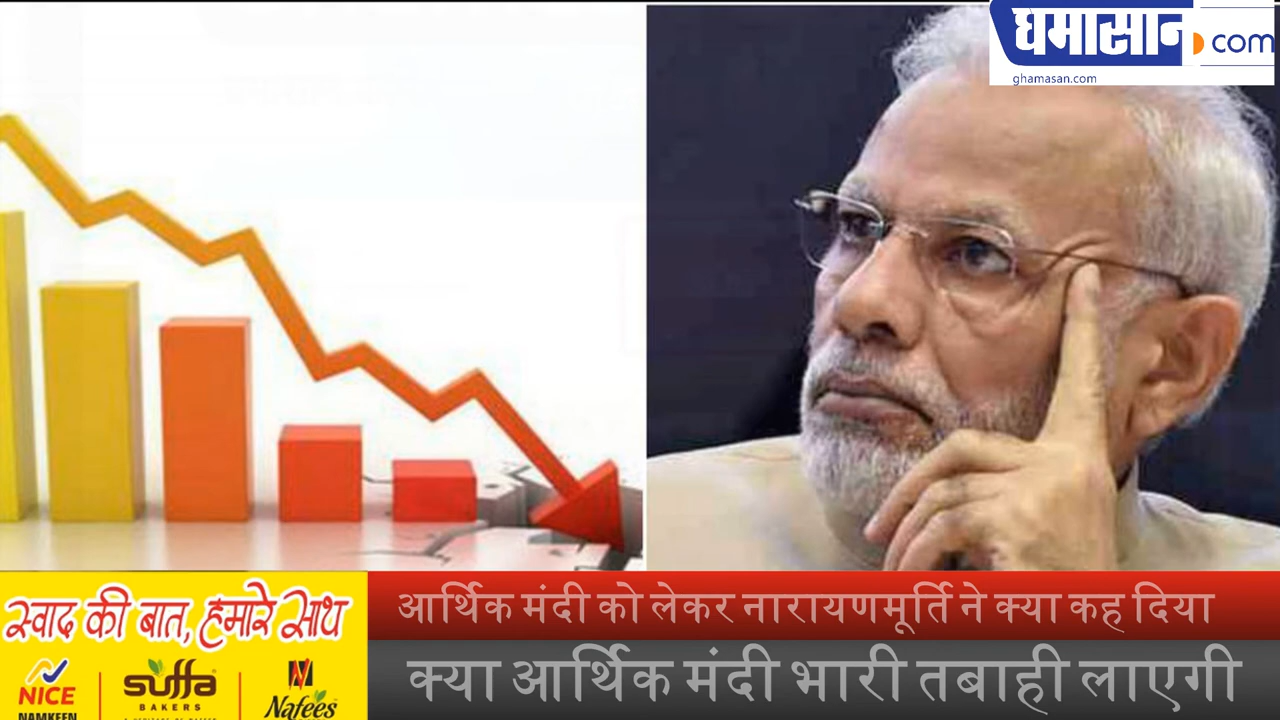 घमासान.com
ghamasan.com
आर्थिक मंदी को लेकर नारायणमूर्ति ने क्या कह दिया
क्या आर्थिक मंदी भारी तबाही लाएगी
स्वाद की बात, हमारे साथ
NICE
NAMKEEN
suffa
BAKERS
Nafees